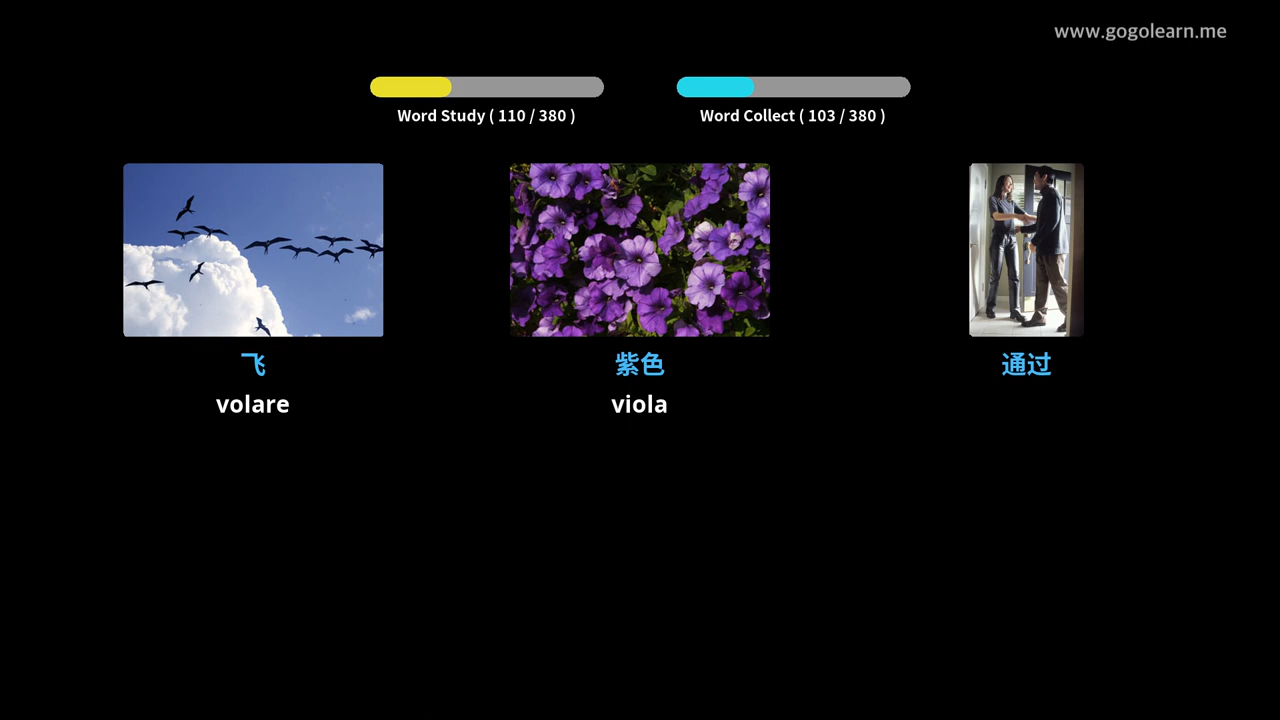 www.gogolearn.me
Word Study ( 110 / 380 )
Word Collect ( 103 / 380 )
飞
紫色
通过
volare
viola